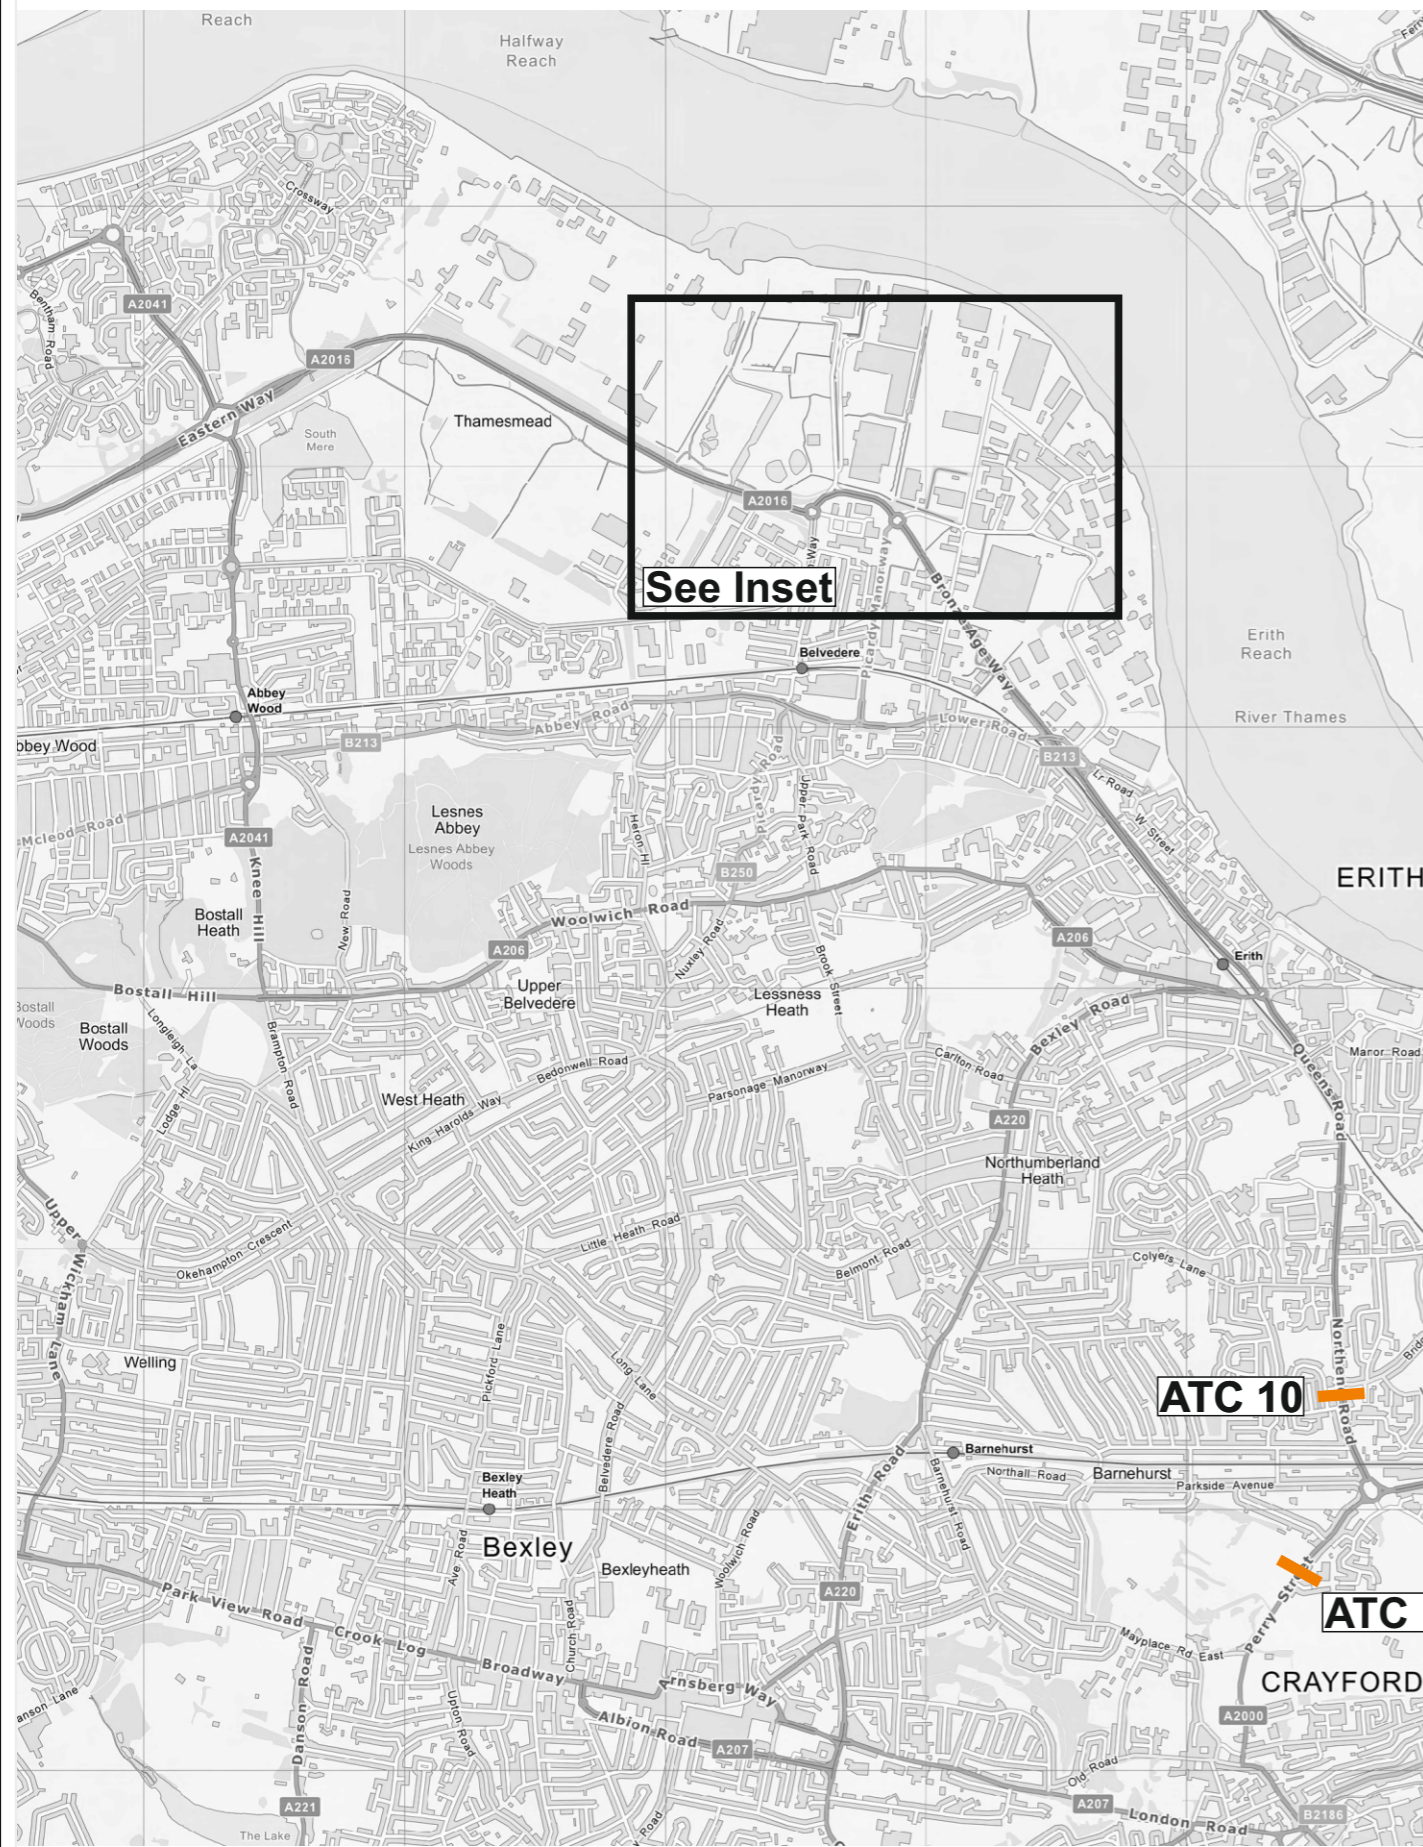 Reach
Halfway
Reach
Crossway
A2041
Bentham Road
A2016
Eastern Way
Thamesmead
South
Mere
A2016
See Inset
Way
Picardy Manorway
Bronze Age Way
Erith
Reach
River Thames
Belvedere
Abbey
Wood
bbey Wood
Abbey Road
B213
Lower Road
B213
Lr Road
W Street
Mcleod Road
A2041
Knee Hill
Lesnes
Abbey
Lesnes Abbey
Woods
Heron Hl
Picardy Road
Upper Park Road
B250
ERITH
Bostall
Heath
New Road
Woolwich Road
A206
Nuxley Road
Brook Street
A206
Erith
Bostall Hill
Upper
Belvedere
Lessness
Heath
Bostall
Woods
Bostall
Woods
Longleigh La
Brampton Road
Bexley Road
Queens Road
Manor Road
Carlton Road
Bedonwell Road
West Heath
Parsonage Manorway
Lodge Hl
King Harolds Way
A220
Northumberland
Heath
Upper Wickham Lane
Okehampton Crescent
Little Heath Road
Belmont Road
Colyers Lane
Northend Road
Welling
Pickford Lane
Long Lane
ATC 10
Belvedere Road
Barnehurst
Erith Road
Barnehurst Road
Northall Road
Barnehurst
Parkside Avenue
Bexley
Heath
Bexley
Ave Road
Bexleyheath
Woolwich Road
A220
Perry Street
ATC
Park View Road
Crook Log
Broadway
Church Road
Arnsberg Way
Mayplace Rd East
CRAYFORD
anson Lane
Danson Road
Upton Road
Albion Road
A207
A2000
Old Road
A221
A207
London Road
B2186
The Lake
Road